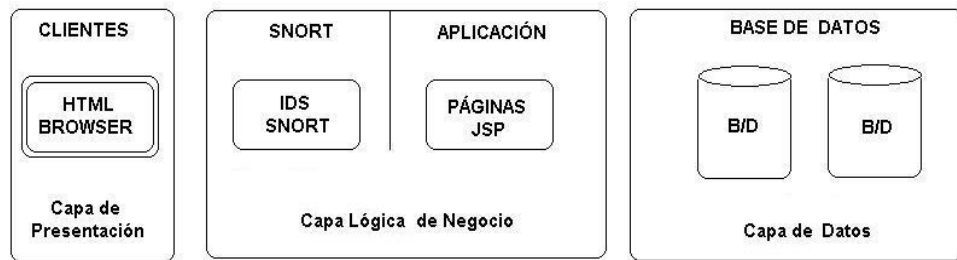 CLIENTES
HTML
BROWSER
Capa de
Presentación
SNORT
IDS
SNORT
APLICACIÓN
PÁGINAS
JSP
Capa Lógica de Negocio
BASE DE DATOS
B/D
B/D
Capa de Datos